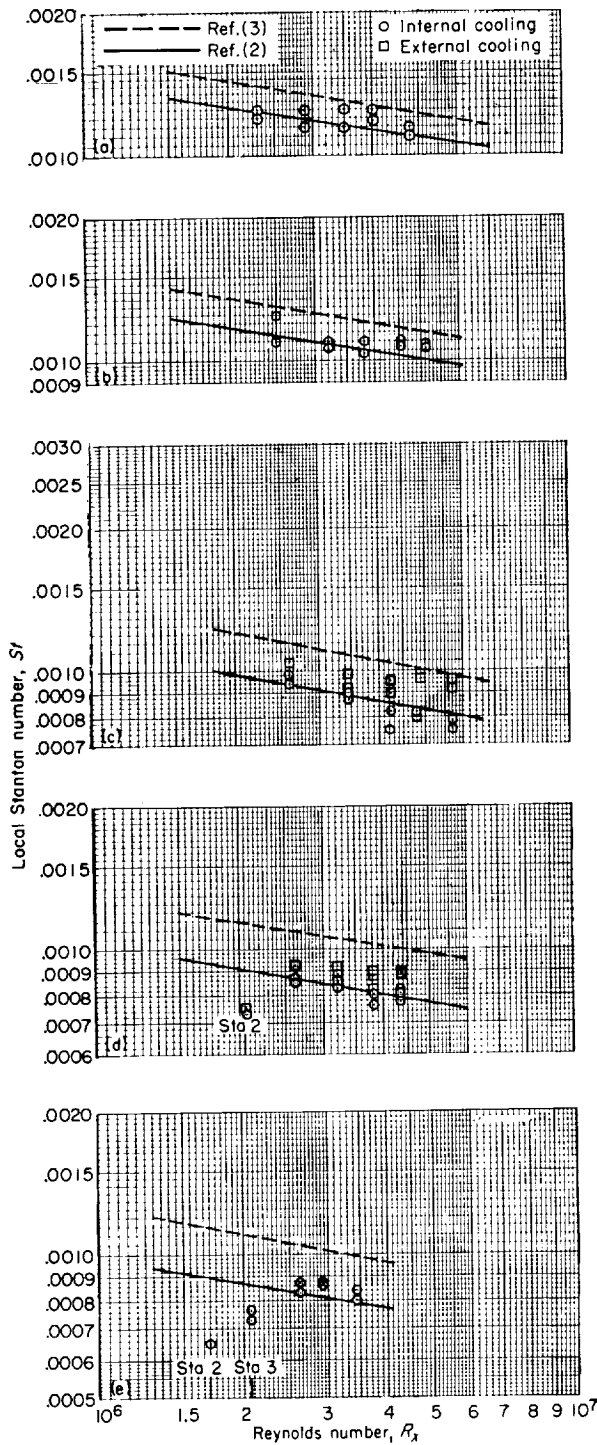 Ref.(3)
Ref.(2)
Internal cooling
External cooling
.0020
.0015
.0010
(a)
.0020
.0015
.0010
.0009
(b)
.0030
.0025
.0020
.0015
.0010
.0009
.0008
.0007
(c)
Local Stanton number, St
.0020
.0015
.0010
.0009
.0008
.0007
.0006
Sta 2
(d)
.0020
.0015
.0010
.0009
.0008
.0007
.0006
.0005
Sta 2 Sta 3
(e)
10⁶ 1.5 2 3 4 5 6 7 8 9 10⁷
Reynolds number, Rx